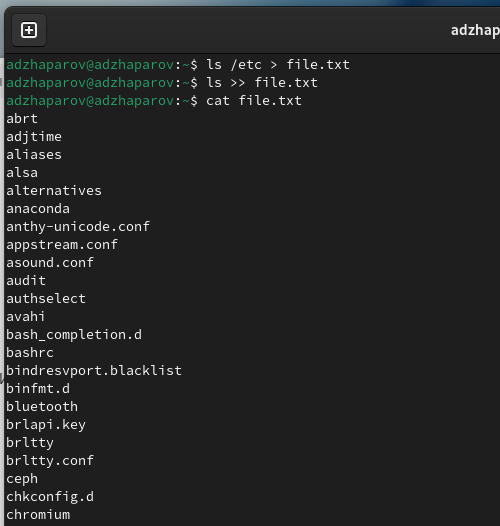 adzhap
adzhaparov@adzhaparov:~$ ls /etc > file.txt
adzhaparov@adzhaparov:~$ ls >> file.txt
adzhaparov@adzhaparov:~$ cat file.txt
abrt
adjtime
aliases
alsa
alternatives
anaconda
anthy-unicode.conf
appstream.conf
asound.conf
audit
authselect
avahi
bash_completion.d
bashrc
bindresvport.blacklist
binfmt.d
bluetooth
brlapi.key
brltty
brltty.conf
ceph
chkconfig.d
chromium